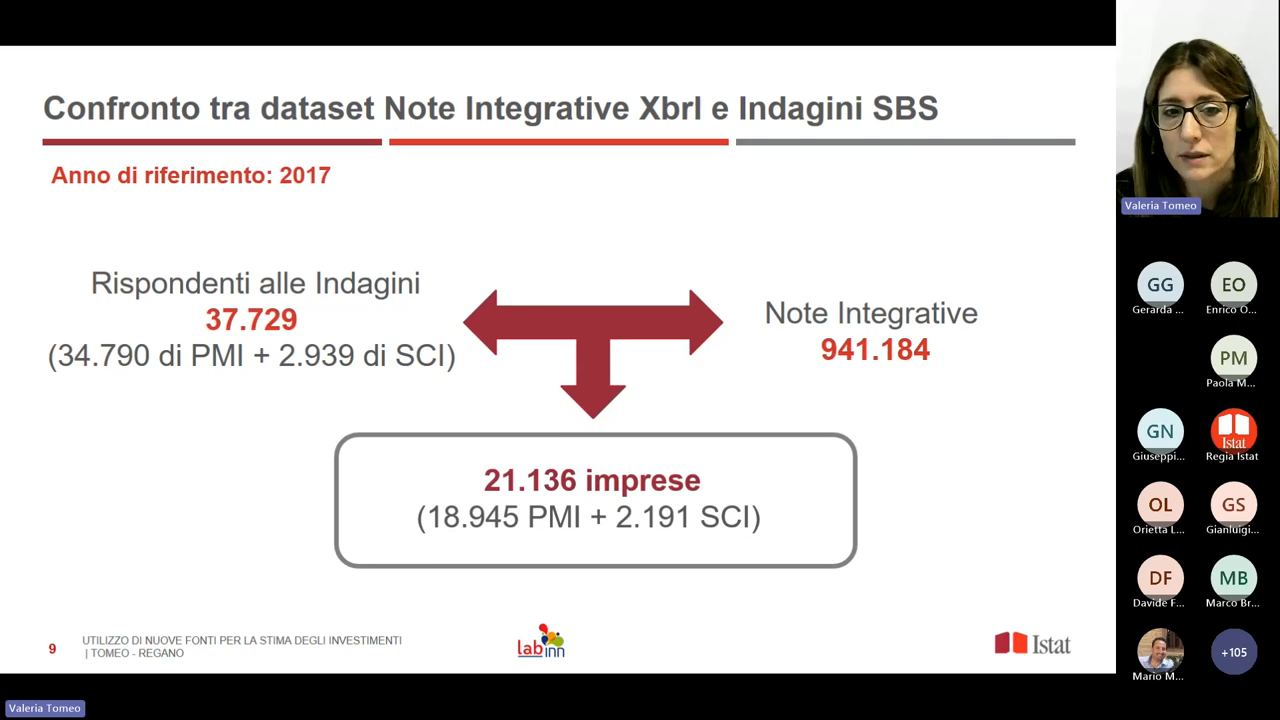 Confronto tra dataset Note Integrative Xbrl e Indagini SBS
Anno di riferimento: 2017
Rispondenti alle Indagini
37.729
(34.790 di PMI + 2.939 di SCI)
Note Integrative
941.184
21.136 imprese
(18.945 PMI + 2.191 SCI)
9
UTILIZZO DI NUOVE FONTI PER LA STIMA DEGLI INVESTIMENTI
| TOMEO - REGANO
lab inn
Istat
Valeria Tomeo
GG
EO
Gerarda ...
Enrico O...
PM
Paola M...
GN
Istat
Giuseppi...
Regia Istat
OL
GS
Orietta L...
Gianluigi...
DF
MB
Davide F...
Marco Br...
+105
Mario M...
Valeria Tomeo